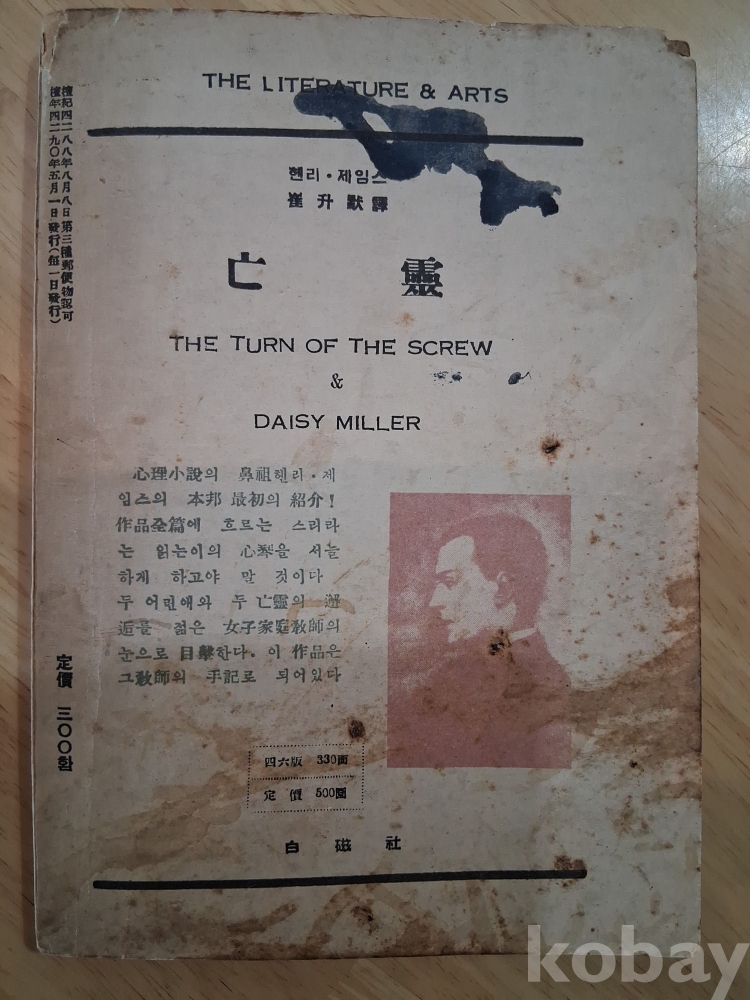 THE LITERATURE & ARTS
헨리・제임스
崔升默譯
亡靈
THE TURN OF THE SCREW
&
DAISY MILLER
心理小說의 鼻祖헨리・제
임스의 本邦 最初의 紹介!
作品全篇에 흐르는 스리라
는 읽는이의 心琴을 서늘
하게 하고야 말 것이다
두 어린애와 두 亡靈의 邂
逅를 젊은 女子家庭敎師의
눈으로 目擊한다. 이 作品은
그敎師의 手記로 되어있다
四六版 330面
定價 500圜
白磁社
檀紀四二八八年八月八日第三種郵便物認可
檀年四二九〇年五月一日發行(每一日發行)
定價 三〇〇환
kobay